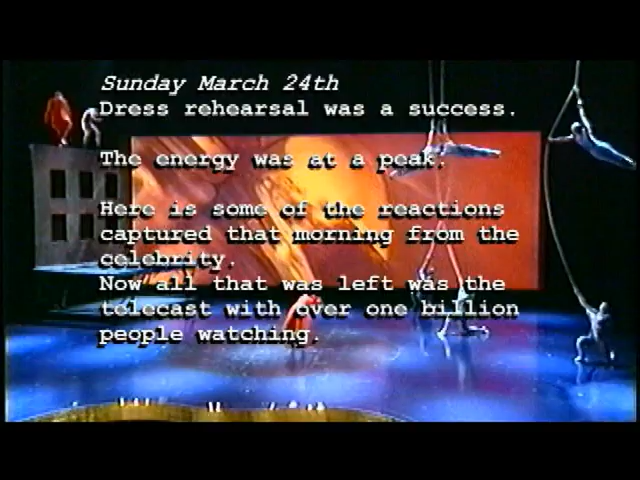 Sunday March 24th
Dress rehearsal was a success.
The energy was at a peak.
Here is some of the reactions
captured that morning from the
celebrity.
Now all that was left was the
telecast with over one billion
people watching.